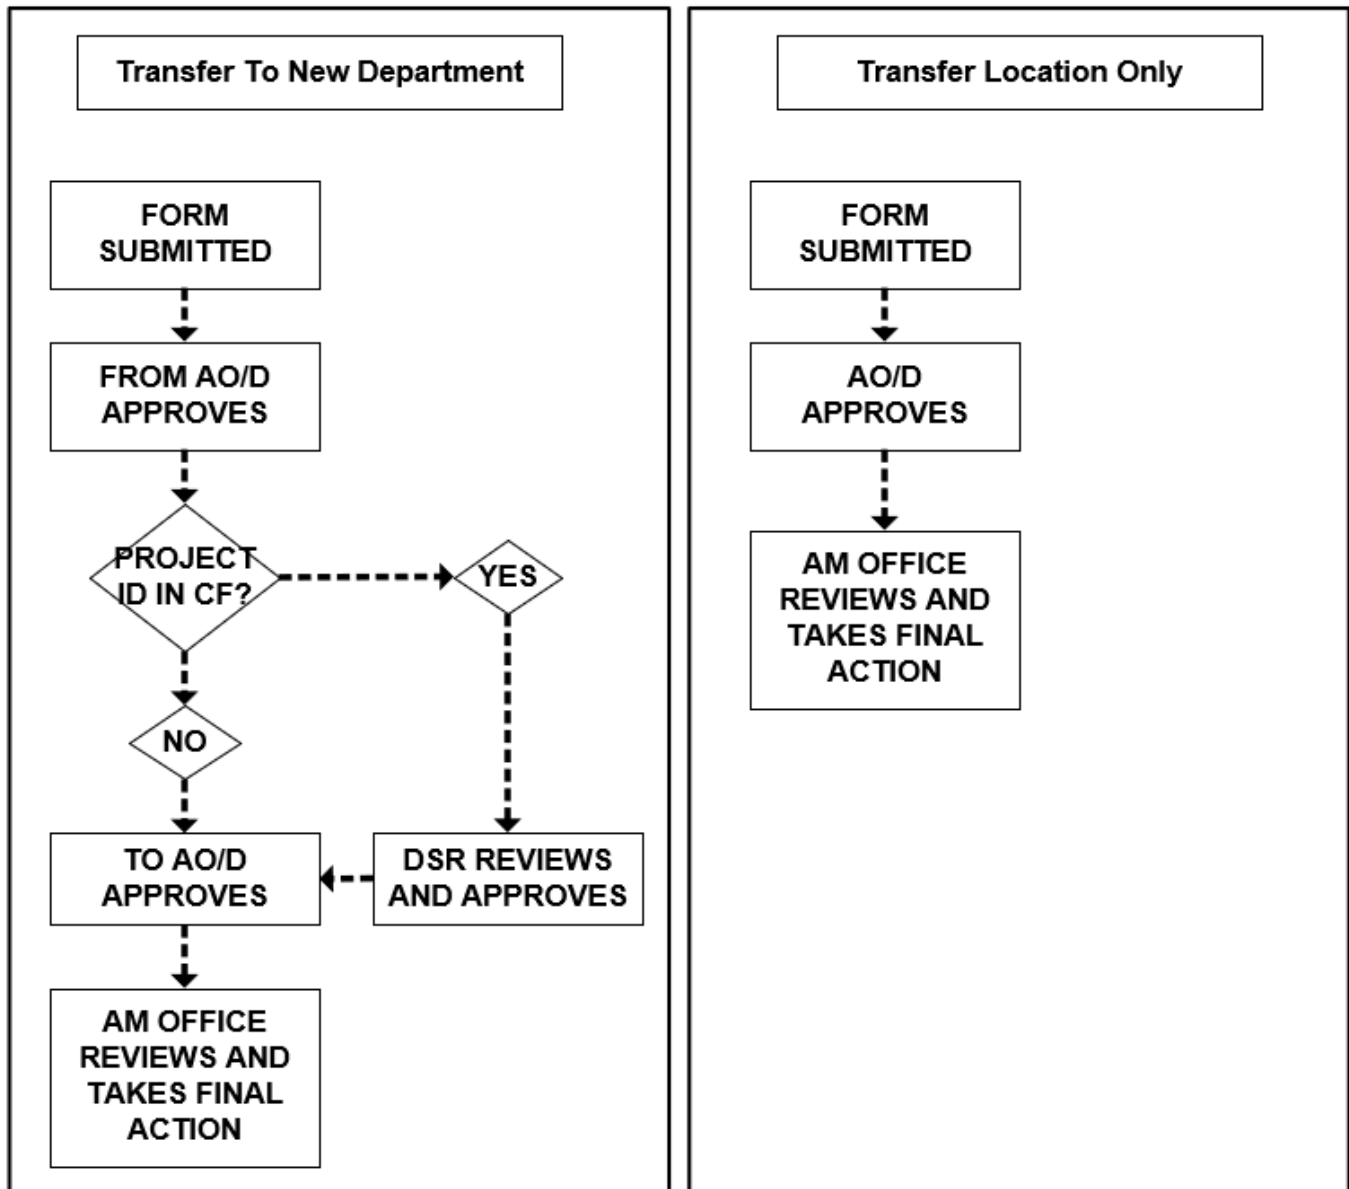 Transfer To New Department
FORM
SUBMITTED
FROM AO/D
APPROVES
PROJECT
ID IN CF?
YES
NO
TO AO/D
APPROVES
DSR REVIEWS
AND APPROVES
AM OFFICE
REVIEWS AND
TAKES FINAL
ACTION
Transfer Location Only
FORM
SUBMITTED
AO/D
APPROVES
AM OFFICE
REVIEWS AND
TAKES FINAL
ACTION